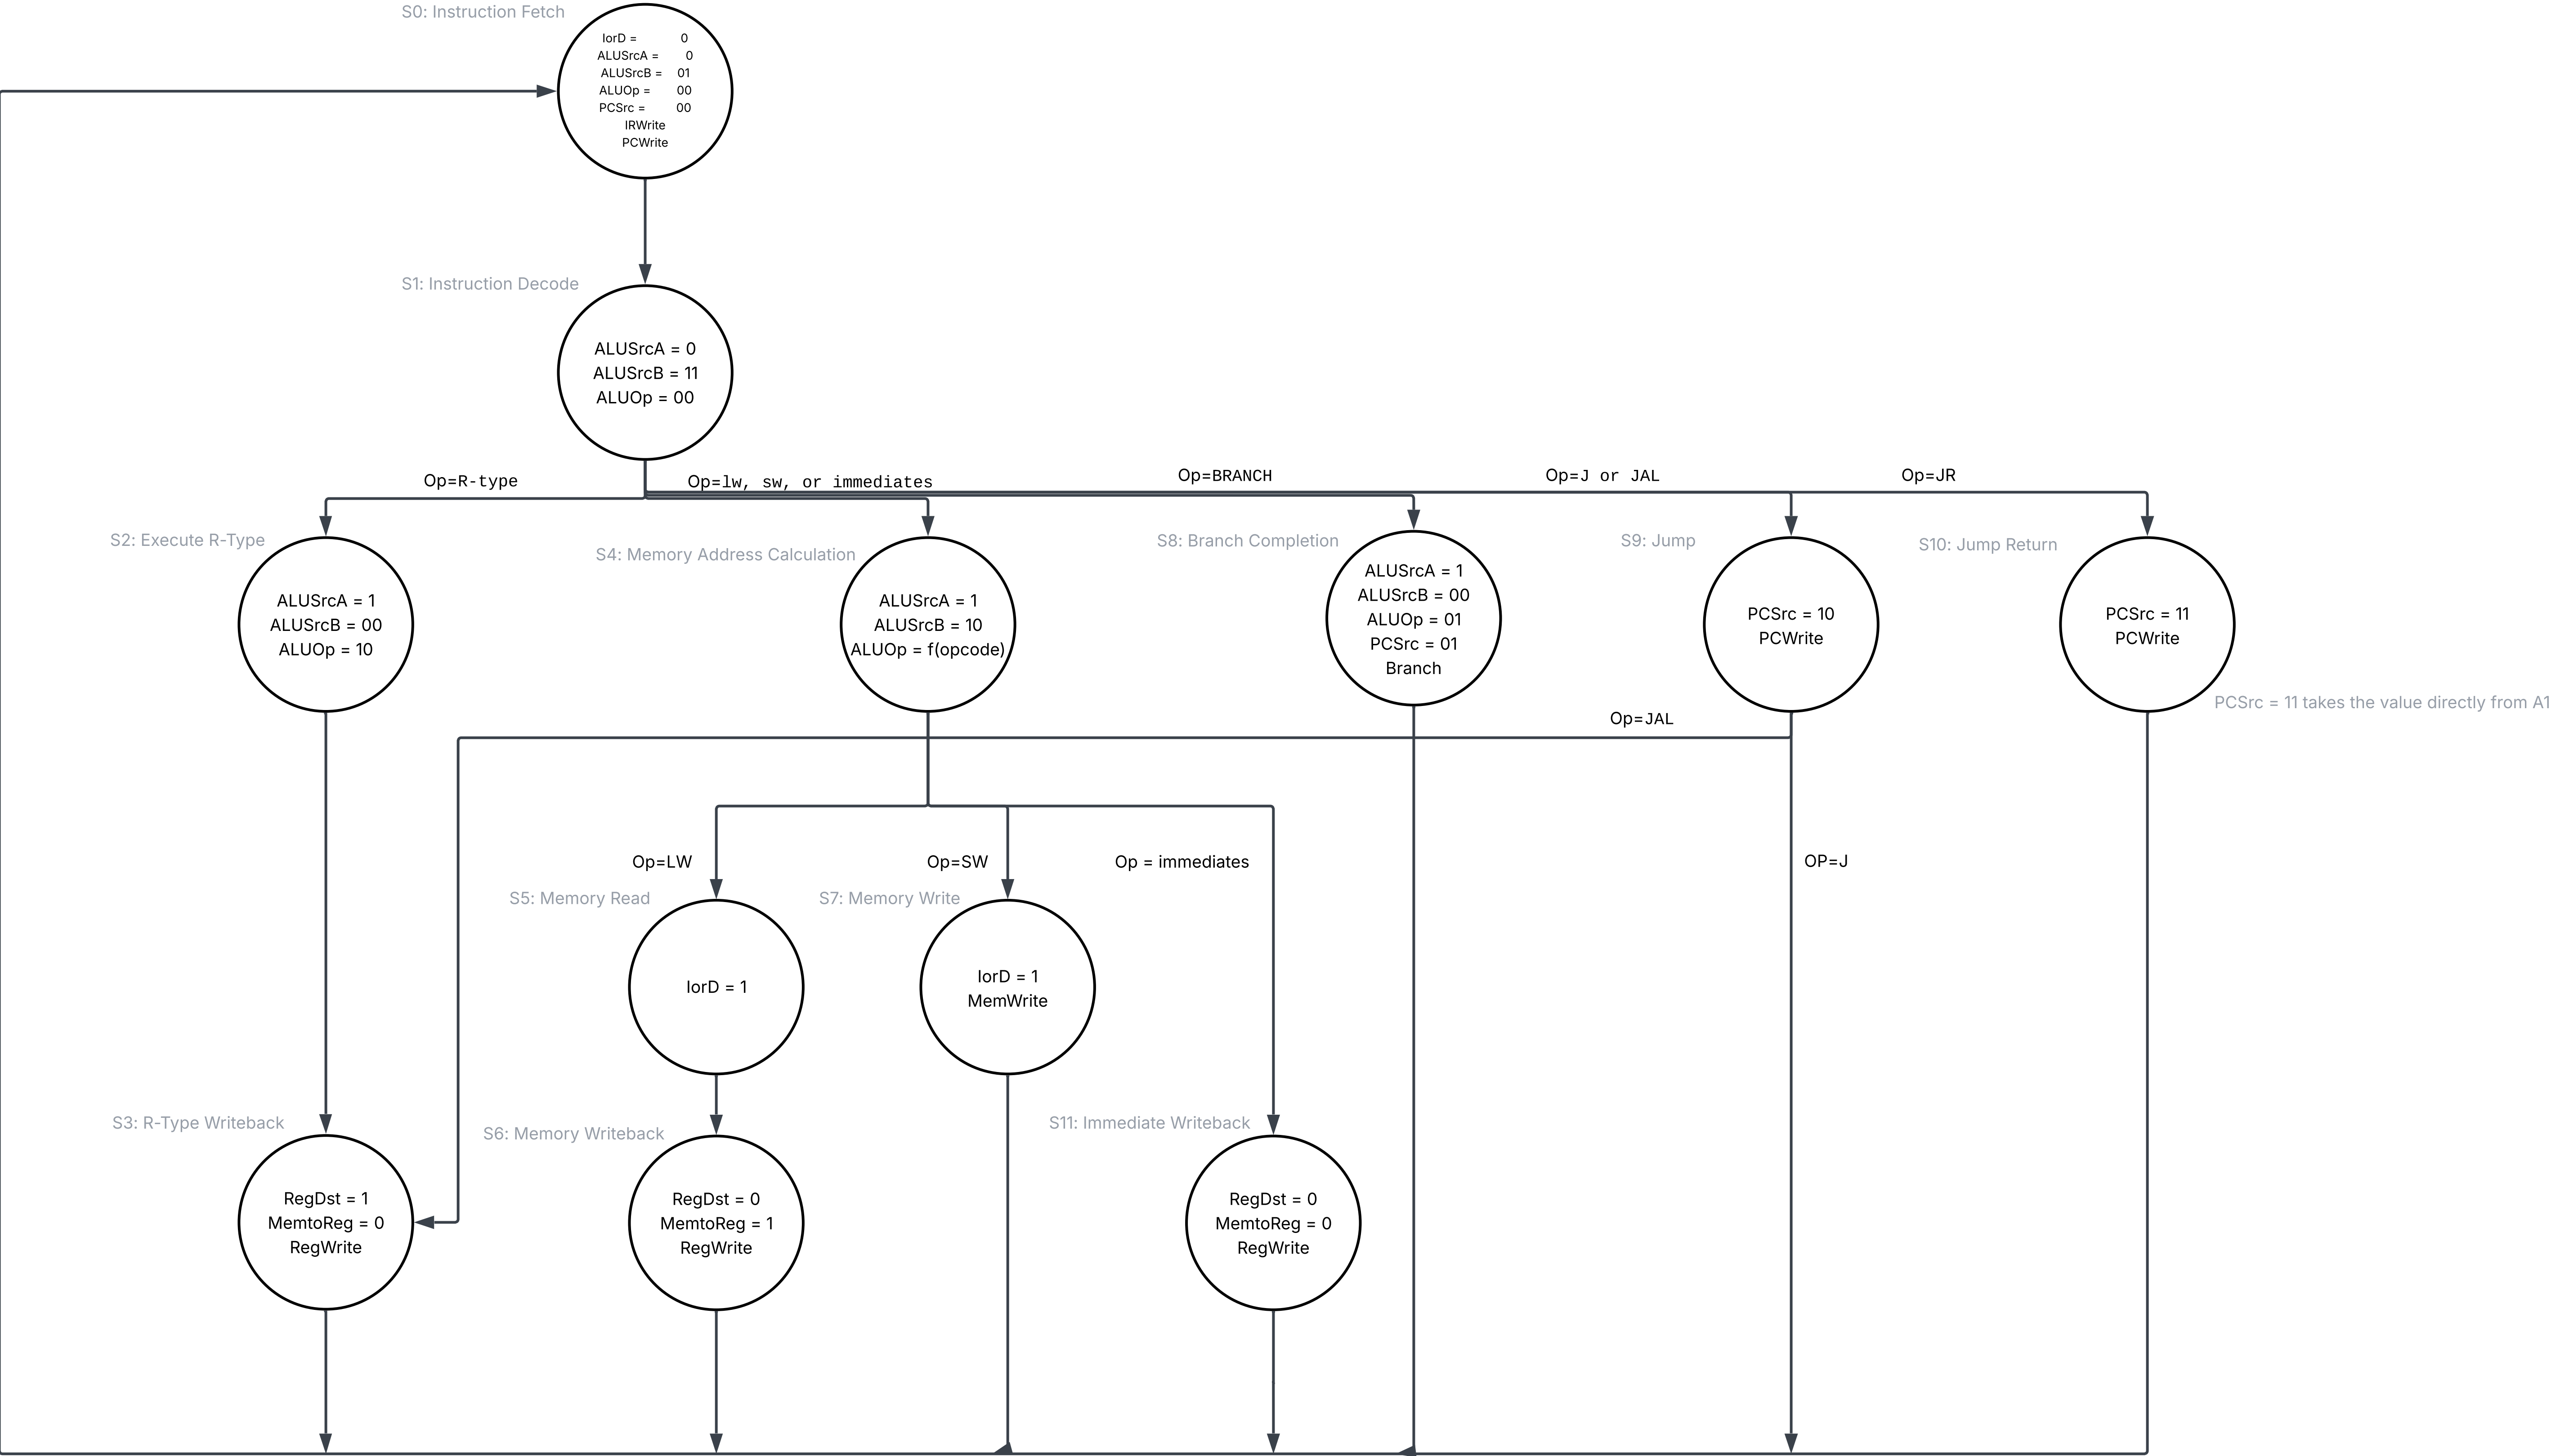 S0: Instruction Fetch
IorD = 0
ALUSrcA = 0
ALUSrcB = 01
ALUOp = 00
PCSrc = 00
IRWrite
PCWrite
S1: Instruction Decode
ALUSrcA = 0
ALUSrcB = 11
ALUOp = 00
Op=R-type
Op=lw, sw, or immediates
Op=BRANCH
Op=J or JAL
Op=JR
S2: Execute R-Type
ALUSrcA = 1
ALUSrcB = 00
ALUOp = 10
S4: Memory Address Calculation
ALUSrcA = 1
ALUSrcB = 10
ALUOp = f(opcode)
S8: Branch Completion
ALUSrcA = 1
ALUSrcB = 00
ALUOp = 01
PCSrc = 01
Branch
S9: Jump
PCSrc = 10
PCWrite
S10: Jump Return
PCSrc = 11
PCWrite
PCSrc = 11 takes the value directly from A1
Op=JAL
Op=LW
Op=SW
Op = immediates
OP=J
S5: Memory Read
IorD = 1
S7: Memory Write
IorD = 1
MemWrite
S3: R-Type Writeback
RegDst = 1
MemtoReg = 0
RegWrite
S6: Memory Writeback
RegDst = 0
MemtoReg = 1
RegWrite
S11: Immediate Writeback
RegDst = 0
MemtoReg = 0
RegWrite